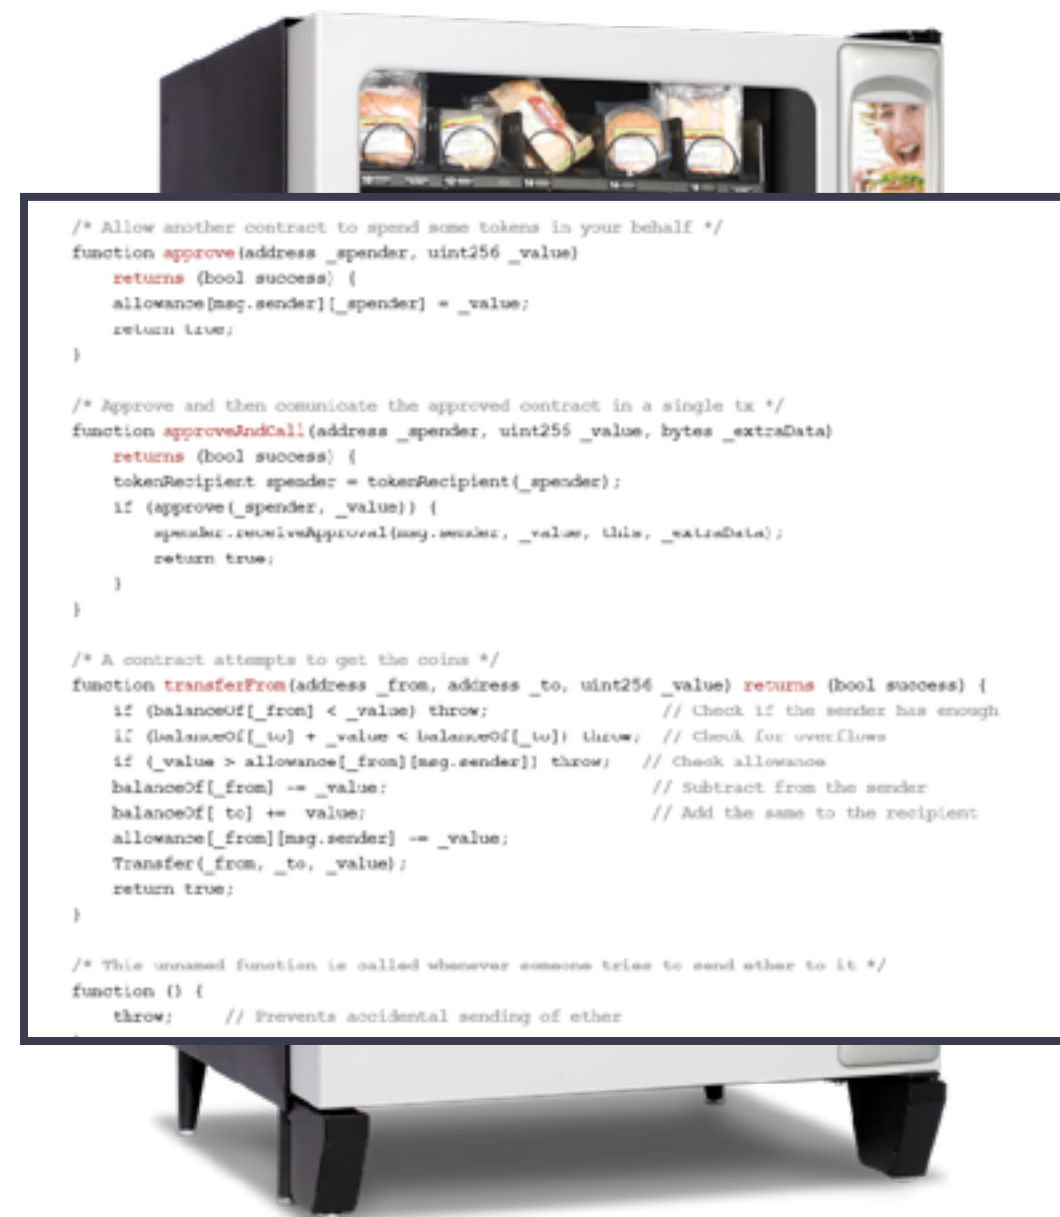 /* Allow another contract to spend some tokens in your behalf */
function approve(address _spender, uint256 _value)
returns (bool success) {
allowance[msg.sender][_spender] = _value;
return true;
}
/* Approve and then comunicate the approved contract in a single tx */
function approveAndCall(address _spender, uint256 _value, bytes _extraData)
returns (bool success) {
tokenRecipient spender = tokenRecipient(_spender);
if (approve(_spender, _value)) {
spender.receiveApproval(msg.sender, _value, this, _extraData);
return true;
}
}
/* A contract attempts to get the coins */
function transferFrom(address _from, address _to, uint256 _value) returns (bool success) {
if (balanceOf[_from] < _value) throw; // Check if the sender has enough
if (balanceOf[_to] + _value < balanceOf[_to]) throw; // Check for overflows
if (_value > allowance[_from][msg.sender]) throw; // Check allowance
balanceOf[_from] -= _value; // Subtract from the sender
balanceOf[_to] += _value; // Add the same to the recipient
allowance[_from][msg.sender] -= _value;
Transfer(_from, _to, _value);
return true;
}
/* This unnamed function is called whenever someone tries to send ether to it */
function () {
throw; // Prevents accidental sending of ether